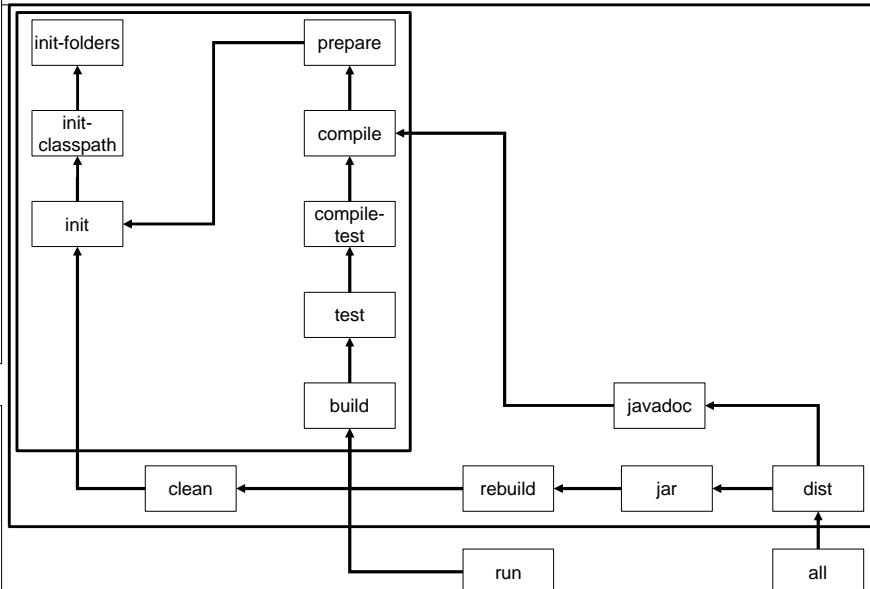 init-folders
prepare
init-
classpath
compile
init
compile-
test
test
build
javadoc
clean
rebuild
jar
dist
run
all